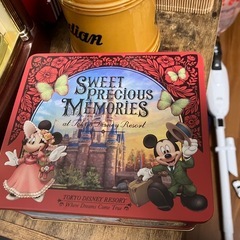 SWEET
PRECIOUS
MEMORIES
at Tokyo Disney Resort
TOKYO DISNEY RESORT
Where Dreams Come True